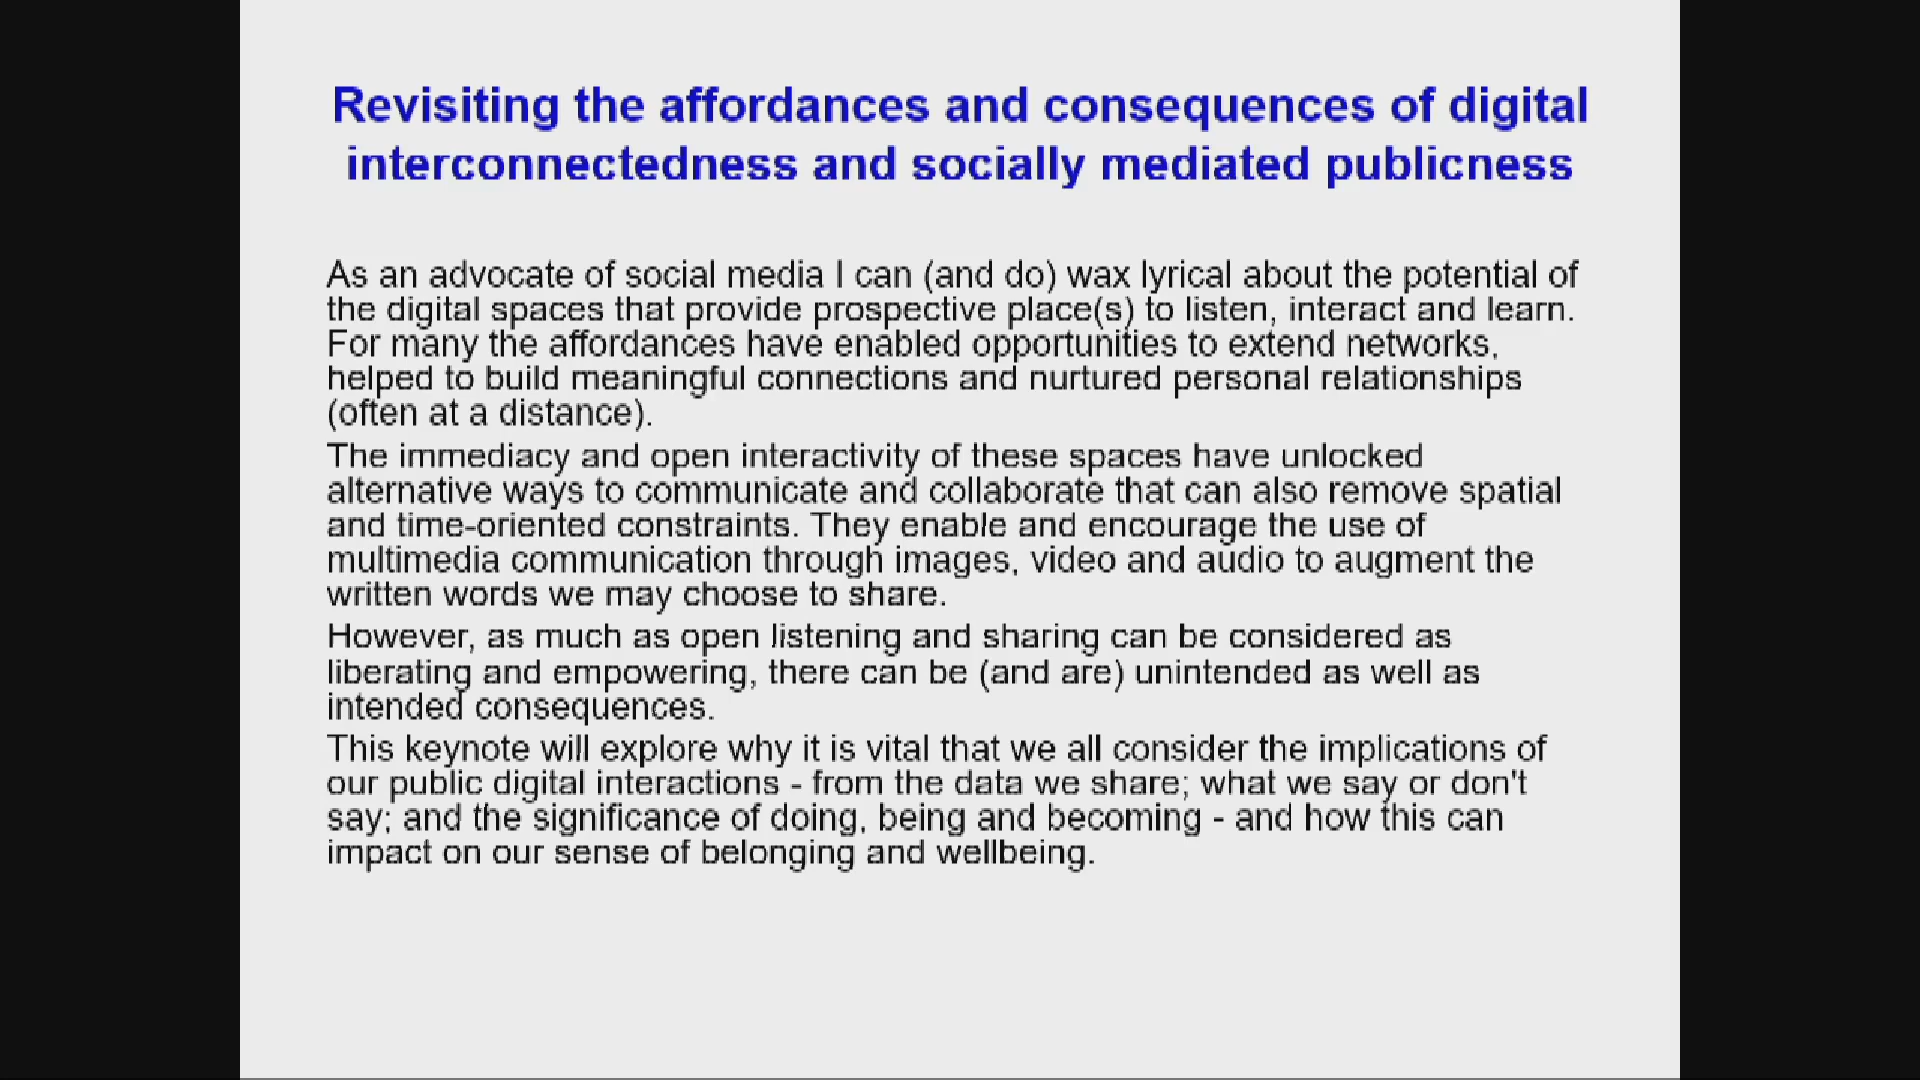 Revisiting the affordances and consequences of digital
interconnectedness and socially mediated publicness
As an advocate of social media I can (and do) wax lyrical about the potential of
the digital spaces that provide prospective place(s) to listen, interact and learn.
For many the affordances have enabled opportunities to extend networks,
helped to build meaningful connections and nurtured personal relationships
(often at a distance).
The immediacy and open interactivity of these spaces have unlocked
alternative ways to communicate and collaborate that can also remove spatial
and time-oriented constraints. They enable and encourage the use of
multimedia communication through images, video and audio to augment the
written words we may choose to share.
However, as much as open listening and sharing can be considered as
liberating and empowering, there can be (and are) unintended as well as
intended consequences.
This keynote will explore why it is vital that we all consider the implications of
our public digital interactions - from the data we share; what we say or don't
say; and the significance of doing, being and becoming - and how this can
impact on our sense of belonging and wellbeing.